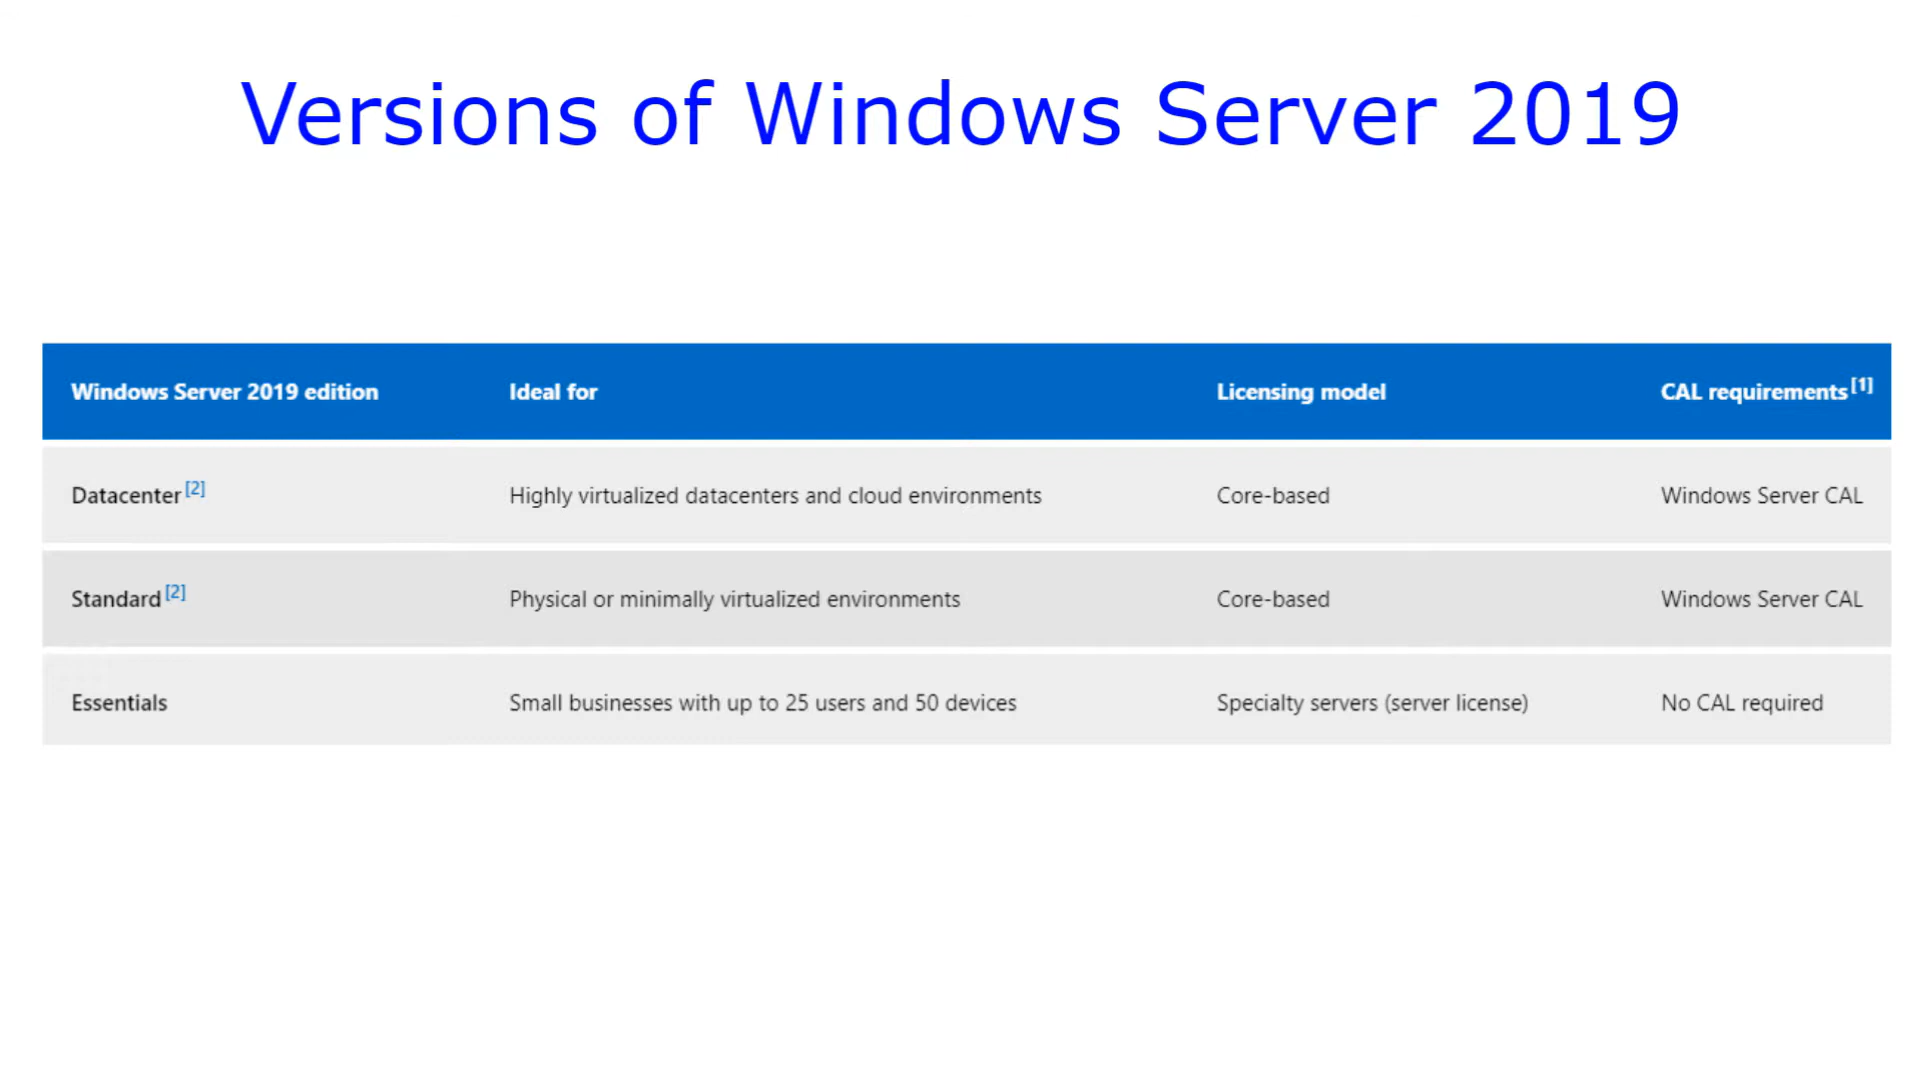 Versions of Windows Server 2019
Windows Server 2019 edition Ideal for Licensing model CAL requirements[1]
Datacenter[2] Highly virtualized datacenters and cloud environments Core-based Windows Server CAL
Standard[2] Physical or minimally virtualized environments Core-based Windows Server CAL
Essentials Small businesses with up to 25 users and 50 devices Specialty servers (server license) No CAL required